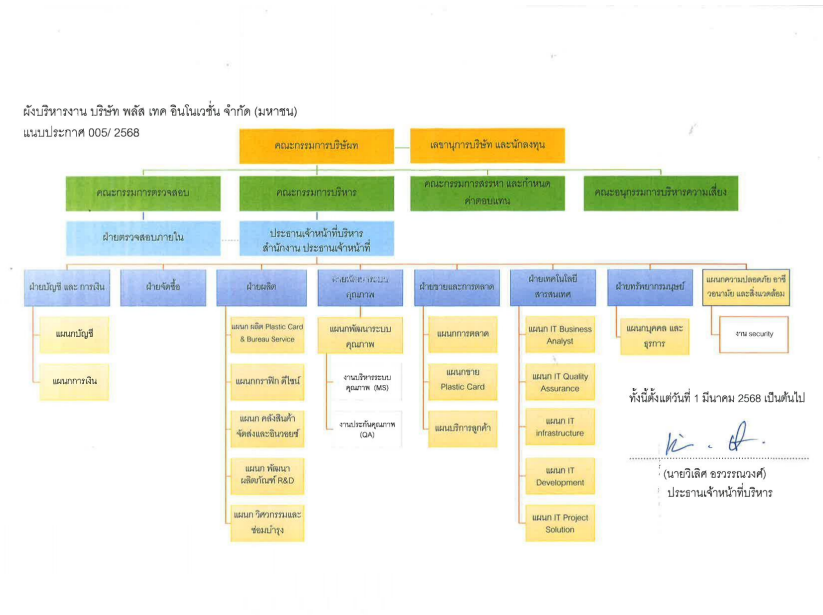 ผังบริหารงาน บริษัท พลัส เทค อินโนเวชั่น จำกัด (มหาชน)
แนบประกาศ 005/ 2568
คณะกรรมการบริษัท
เลขานุการบริษัท และนักลงทุน
คณะกรรมการตรวจสอบ
คณะกรรมการบริหาร
คณะกรรมการสรรหา และกำหนด
ค่าตอบแทน
คณะอนุกรรมการบริหารความเสี่ยง
ฝ่ายตรวจสอบภายใน
ประธานเจ้าหน้าที่บริหาร
สำนักงาน ประธานเจ้าหน้าที่
ฝ่ายบัญชี และ การเงิน
ฝ่ายจัดซื้อ
ฝ่ายผลิต
ระบบ
คุณภาพ
ฝ่ายขายและการตลาด
ฝ่ายเทคโนโลยี
สารสนเทศ
ฝ่ายทรัพยากรมนุษย์
แผนกความปลอดภัย อาชี
วอนามัย และสิ่งแวดล้อม
แผนกบัญชี
แผนกการเงิน
แผนก ผลิต Plastic Card
& Bureau Service
แผนกกราฟิก ดีไซน์
แผนก คลังสินค้า
จัดส่งและอินวอยซ์
แผนก พัฒนา
ผลิตภัณฑ์ R&D
แผนก วิศวกรรมและ
ซ่อมบำรุง
แผนกพัฒนาระบบ
คุณภาพ
งานบริหารระบบ
คุณภาพ (MS)
งานประกันคุณภาพ
(QA)
แผนกการตลาด
แผนกขาย
Plastic Card
แผนกบริการลูกค้า
แผนก IT Business
Analyst
แผนก IT Quality
Assurance
แผนก IT
infrastructure
แผนก IT
Development
แผนก IT Project
Solution
แผนกบุคคล และ
ธุรการ
งาน security
ทั้งนี้ตั้งแต่วันที่ 1 มีนาคม 2568 เป็นต้นไป
(นายวิเลิศ อรวรรณวงศ์)
ประธานเจ้าหน้าที่บริหาร